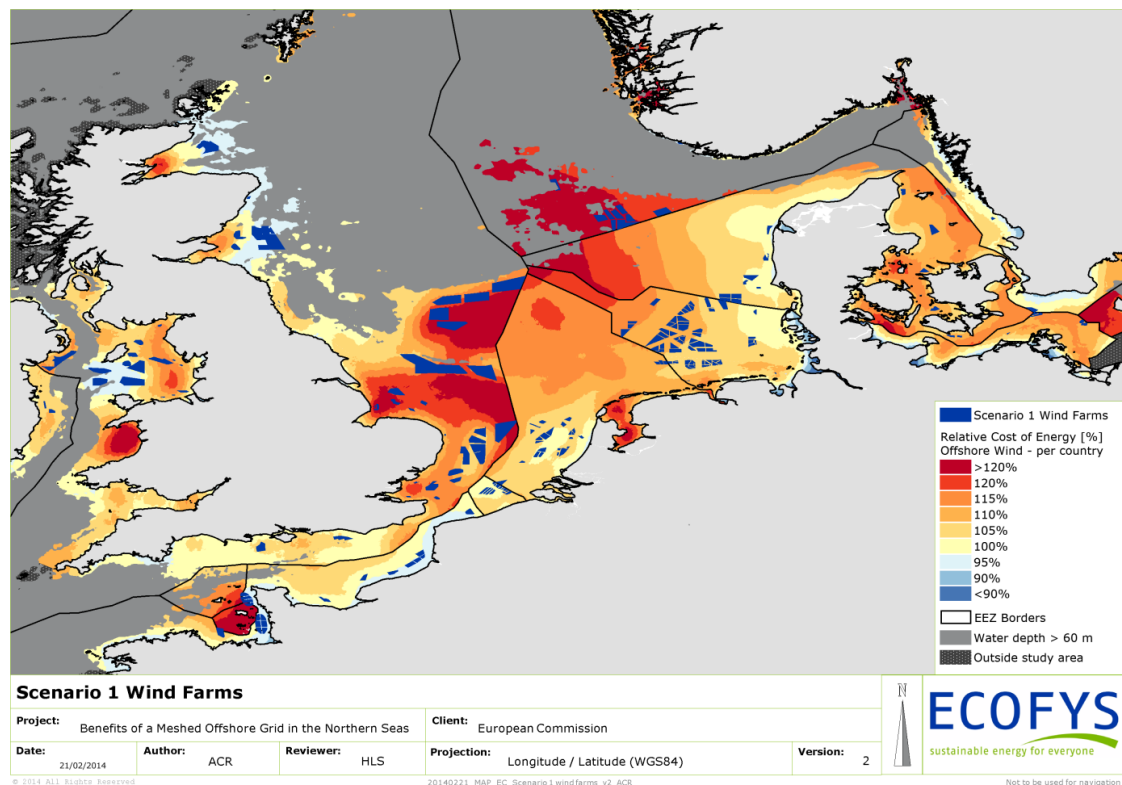 Scenario 1 Wind Farms
Relative Cost of Energy [%]
Offshore Wind - per country
>120%
120%
115%
110%
105%
100%
95%
90%
<90%
EEZ Borders
Water depth > 60 m
Outside study area
Scenario 1 Wind Farms
Project: Benefits of a Meshed Offshore Grid in the Northern Seas
Client: European Commission
Date: 21/02/2014
Author: ACR
Reviewer: HLS
Projection: Longitude / Latitude (WGS84)
Version: 2
N
ECOFYS
sustainable energy for everyone
© 2014 All Rights Reserved
20140221_MAP_EC_Scenario 1 wind farms_v2_ACR
Not to be used for navigation